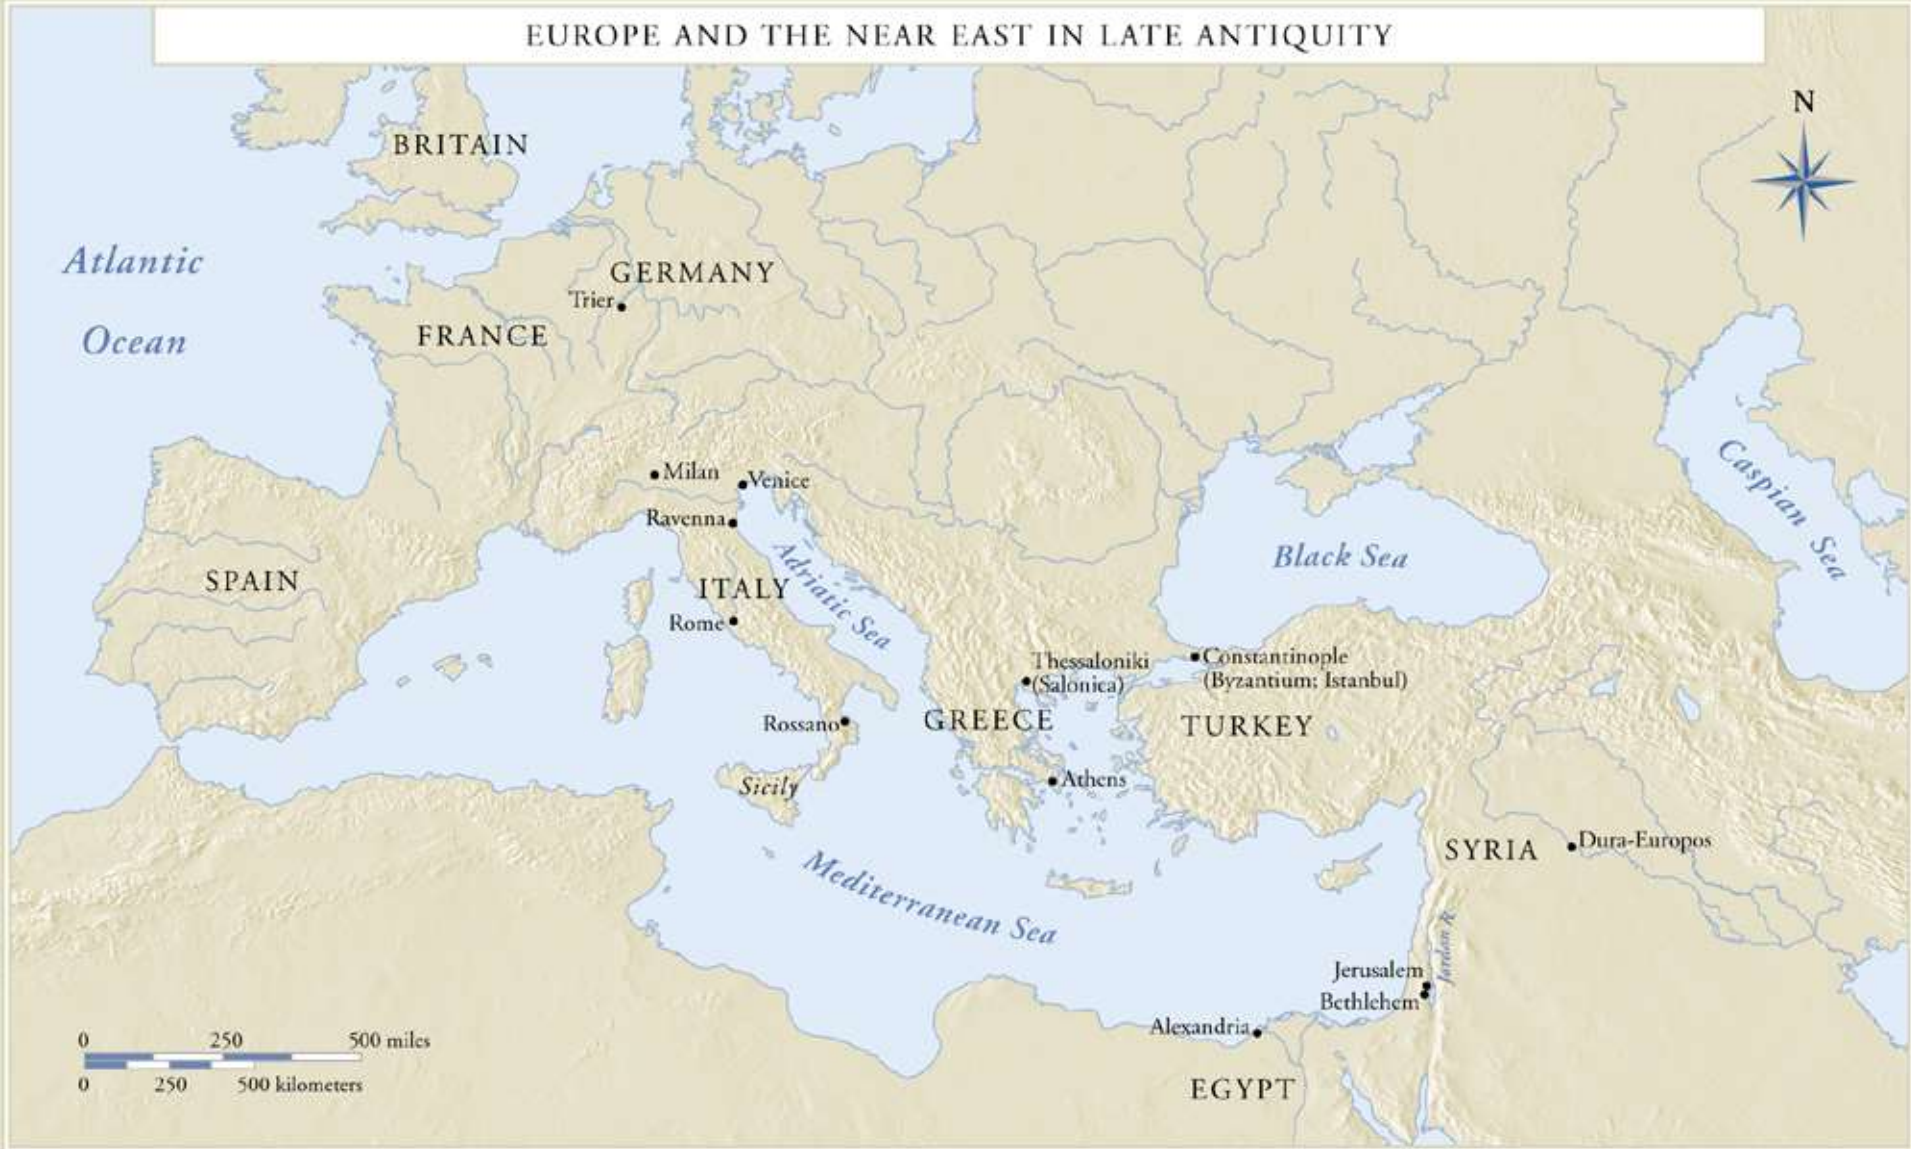 EUROPE AND THE NEAR EAST IN LATE ANTIQUITY
N
BRITAIN
Atlantic
Ocean
GERMANY
Trier
FRANCE
Caspian Sea
Milan
Venice
Ravenna
Adriatic Sea
Black Sea
SPAIN
ITALY
Rome
Thessaloniki
(Salonica)
Constantinople
(Byzantium; Istanbul)
Rossano
GREECE
TURKEY
Sicily
Athens
SYRIA
Dura-Europos
Mediterranean Sea
Jordan R.
Jerusalem
Bethlehem
Alexandria
EGYPT
0 250 500 miles
0 250 500 kilometers